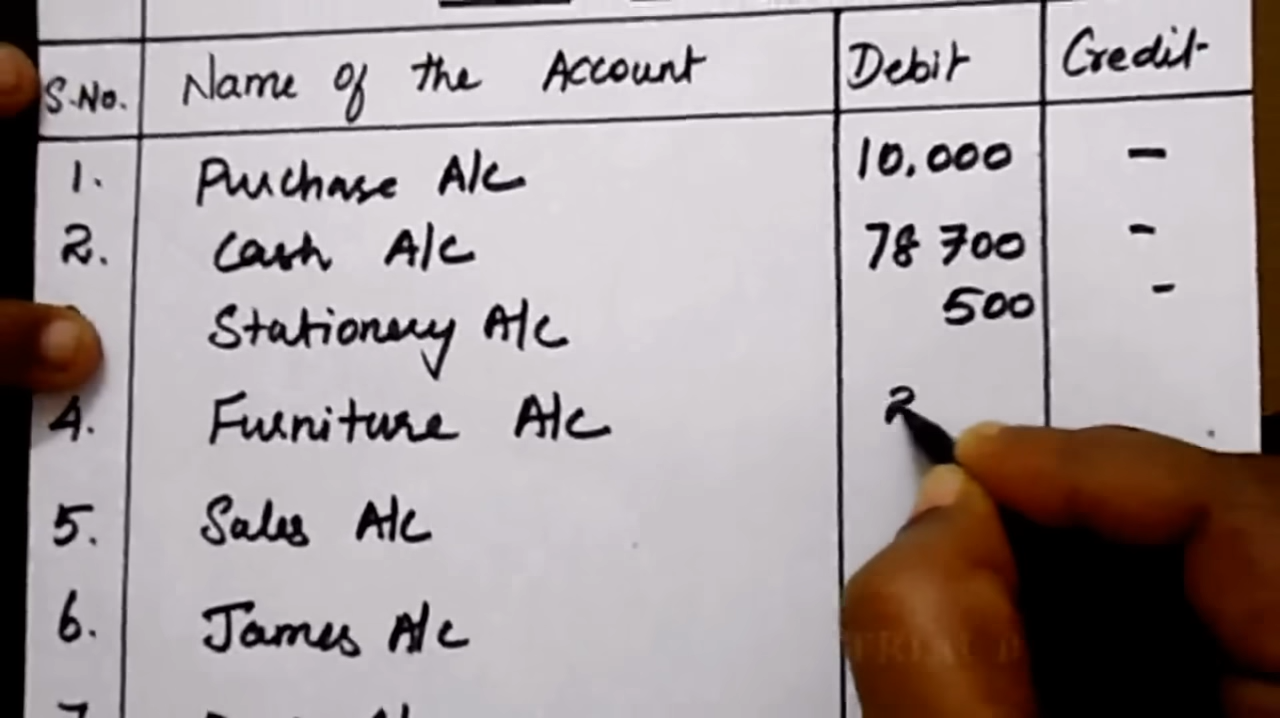 S.No. Name of the Account Debit Credit
1. Purchase A/c 10,000 -
2. Cash A/c 78 700 -
Stationery A/c 500 -
4. Furniture A/c 2
5. Sales A/c
6. James A/c
7. A/c